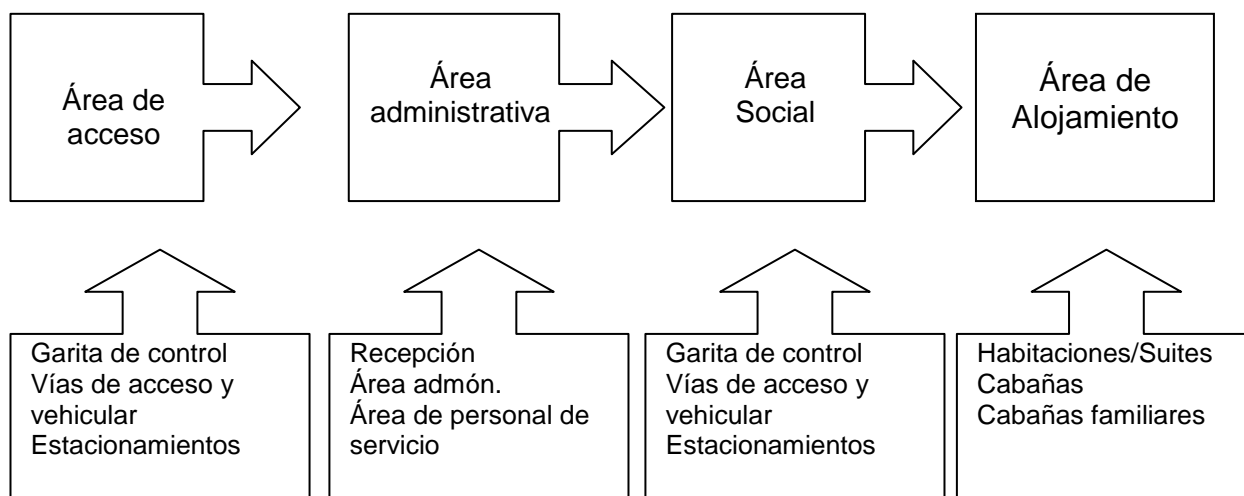 Área de
acceso
Área
administrativa
Área
Social
Área de
Alojamiento
Garita de control
Vías de acceso y
vehicular
Estacionamientos
Recepción
Área admón.
Área de personal de
servicio
Garita de control
Vías de acceso y
vehicular
Estacionamientos
Habitaciones/Suites
Cabañas
Cabañas familiares